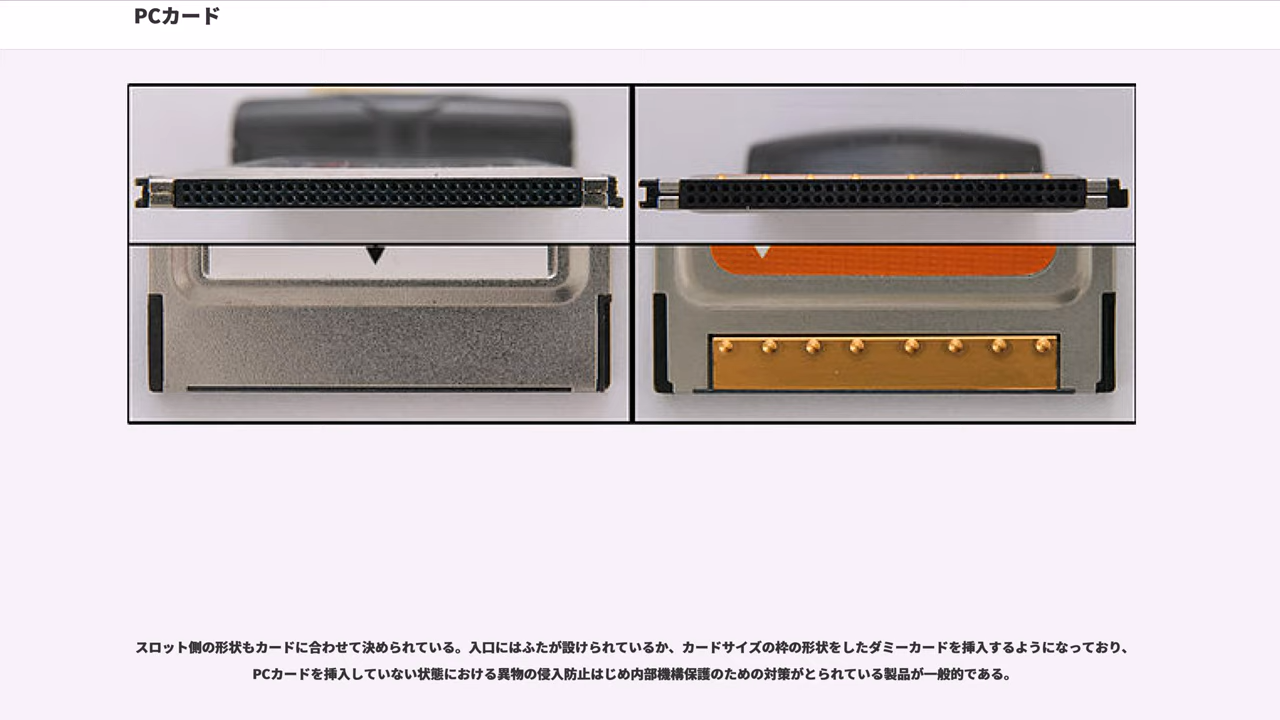 PCカード
スロット側の形状もカードに合わせて決められている。入口にはふたが設けられているか、カードサイズの枠の形状をしたダミーカードを挿入するようになっており、
PCカードを挿入していない状態における異物の侵入防止はじめ内部機構保護のための対策がとられている製品が一般的である。